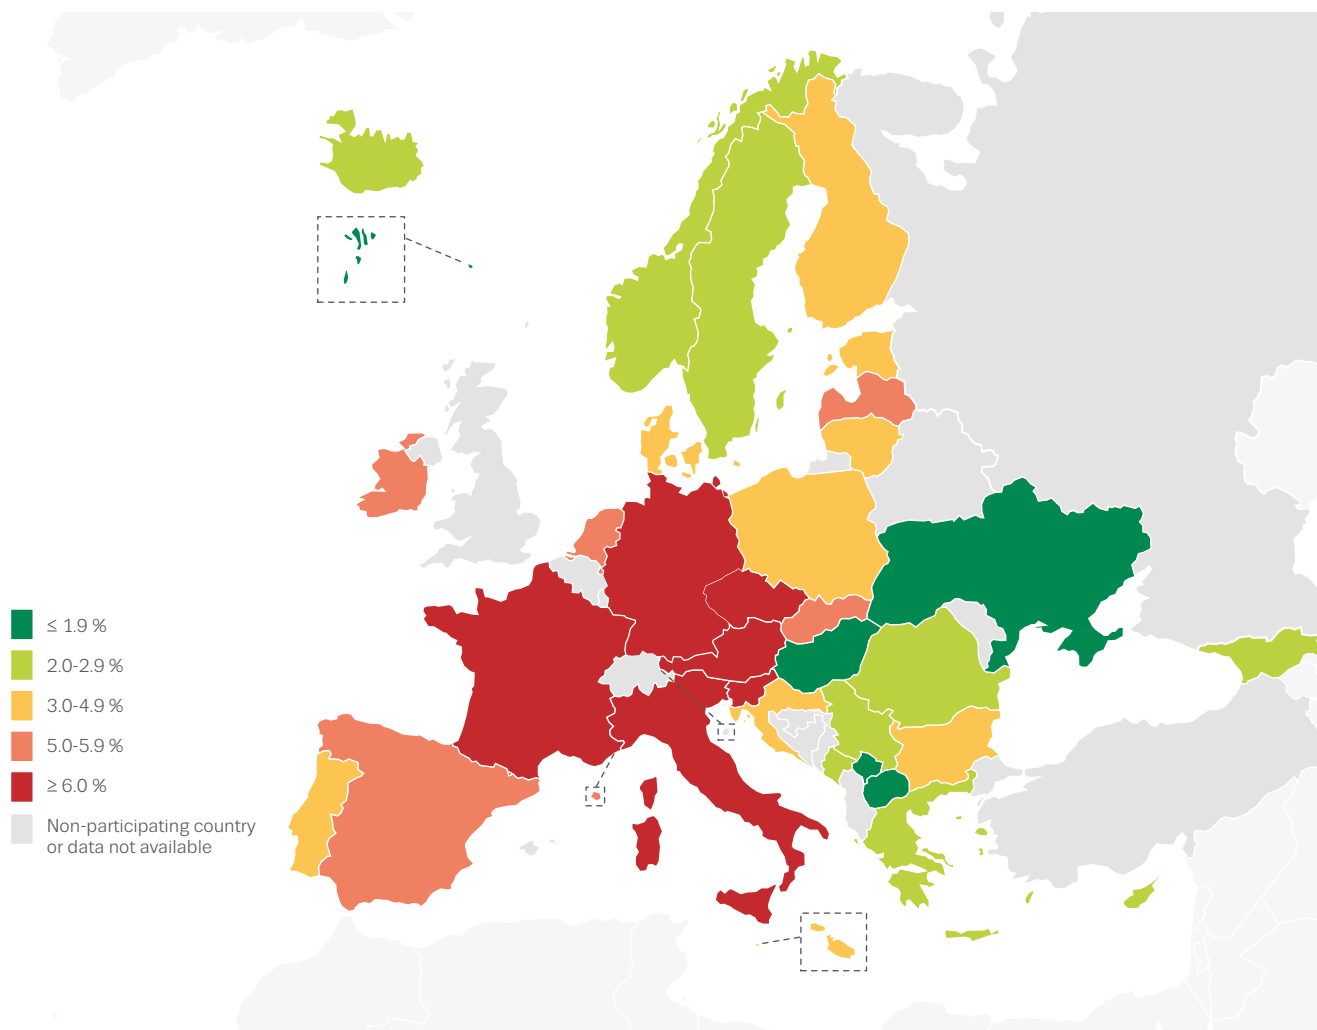 ≤ 1.9 %
2.0-2.9 %
3.0-4.9 %
5.0-5.9 %
≥ 6.0 %
Non-participating country
or data not available